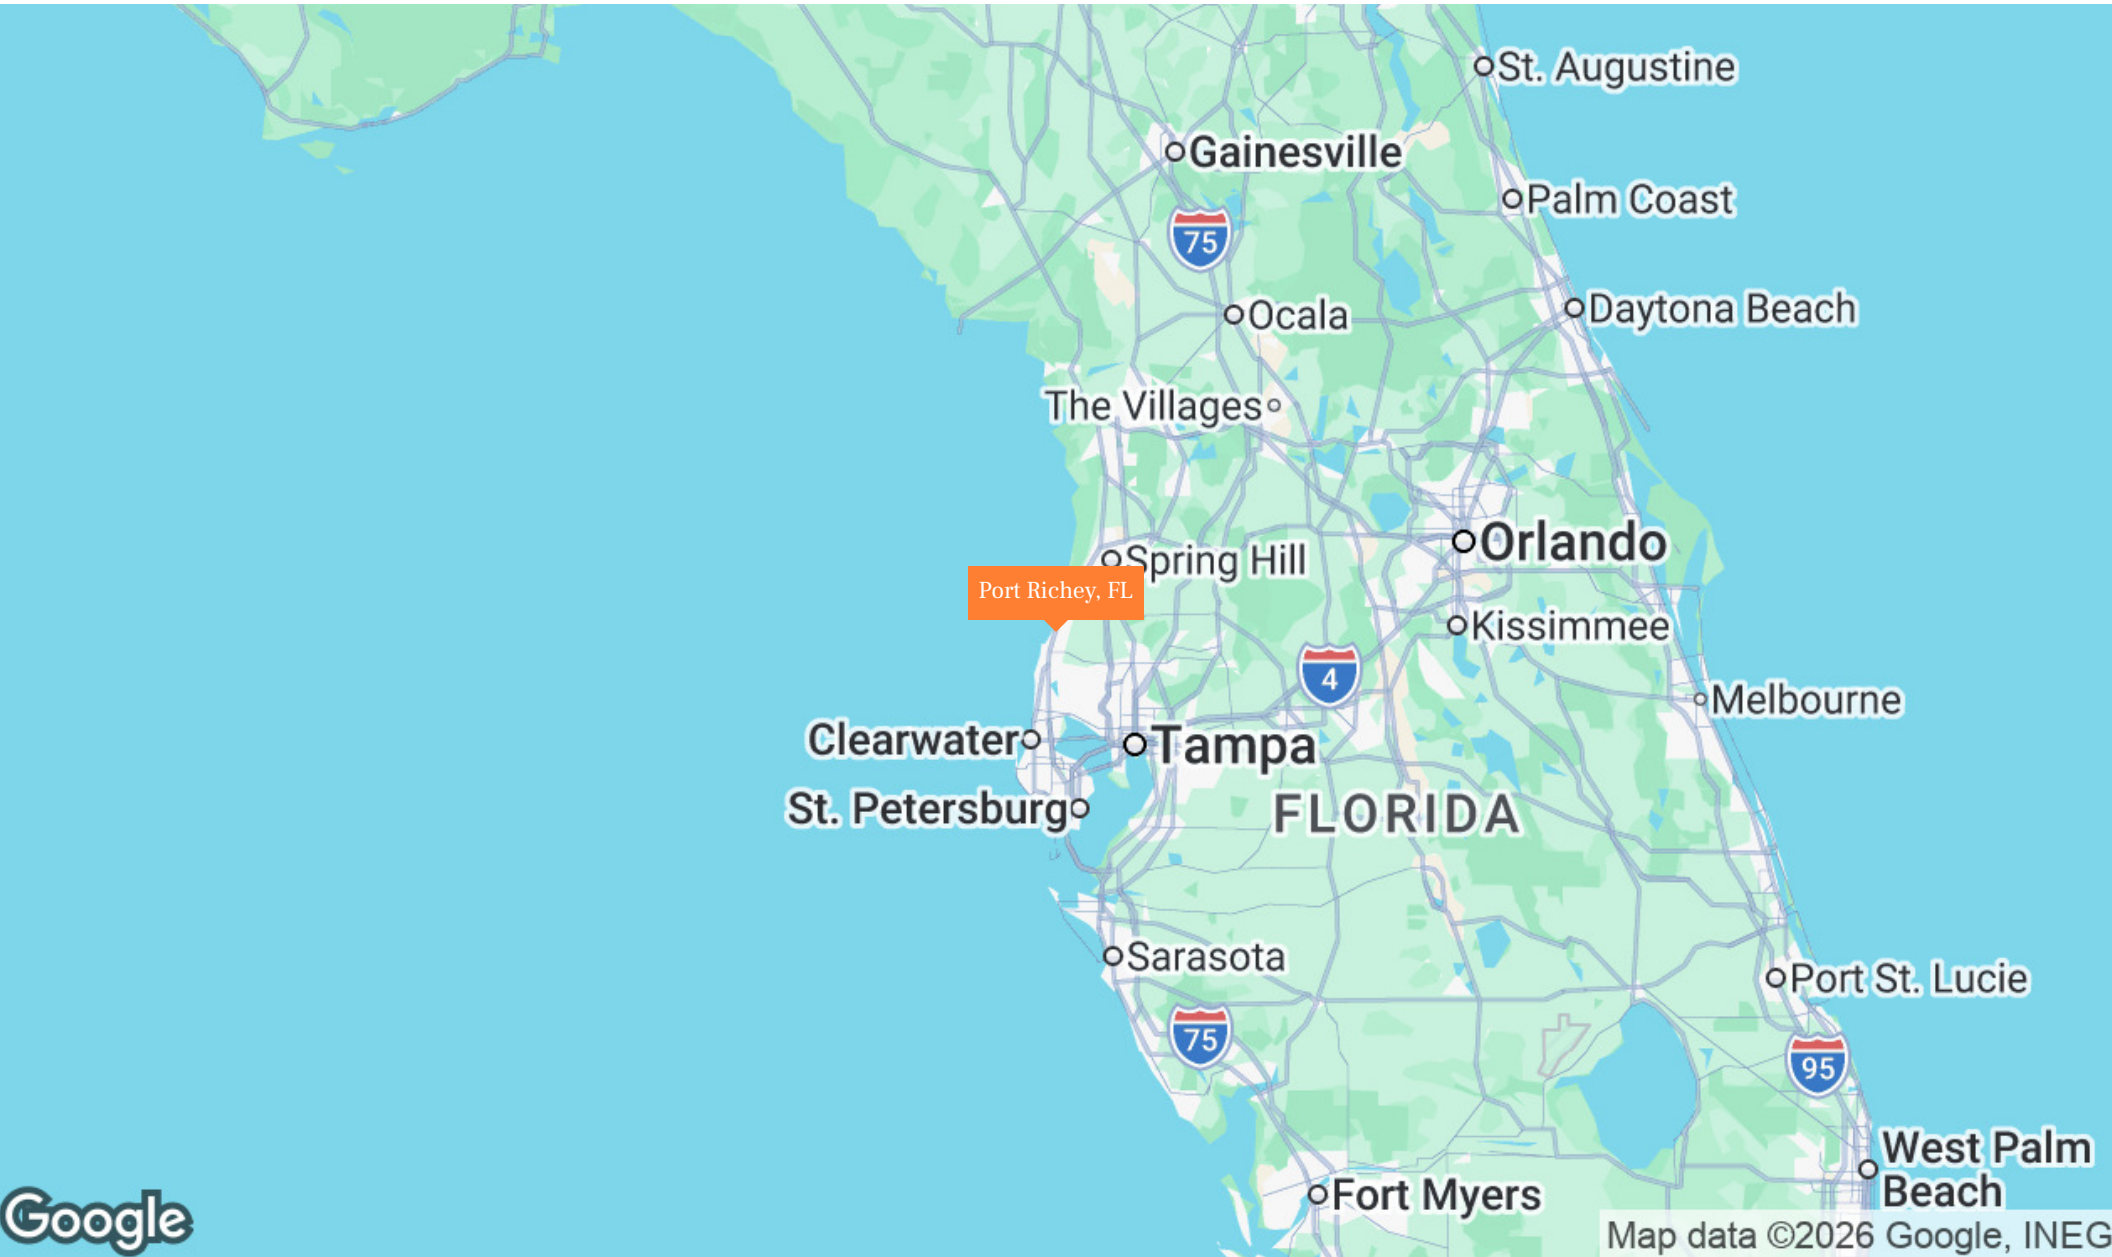 St. Augustine
Gainesville
Palm Coast
75
Daytona Beach
Ocala
The Villages
Orlando
Spring Hill
Port Richey, FL
Kissimmee
4
Melbourne
Clearwater
Tampa
St. Petersburg
FLORIDA
Sarasota
Port St. Lucie
75
95
West Palm
Beach
Fort Myers
Google
Map data ©2026 Google, INEG